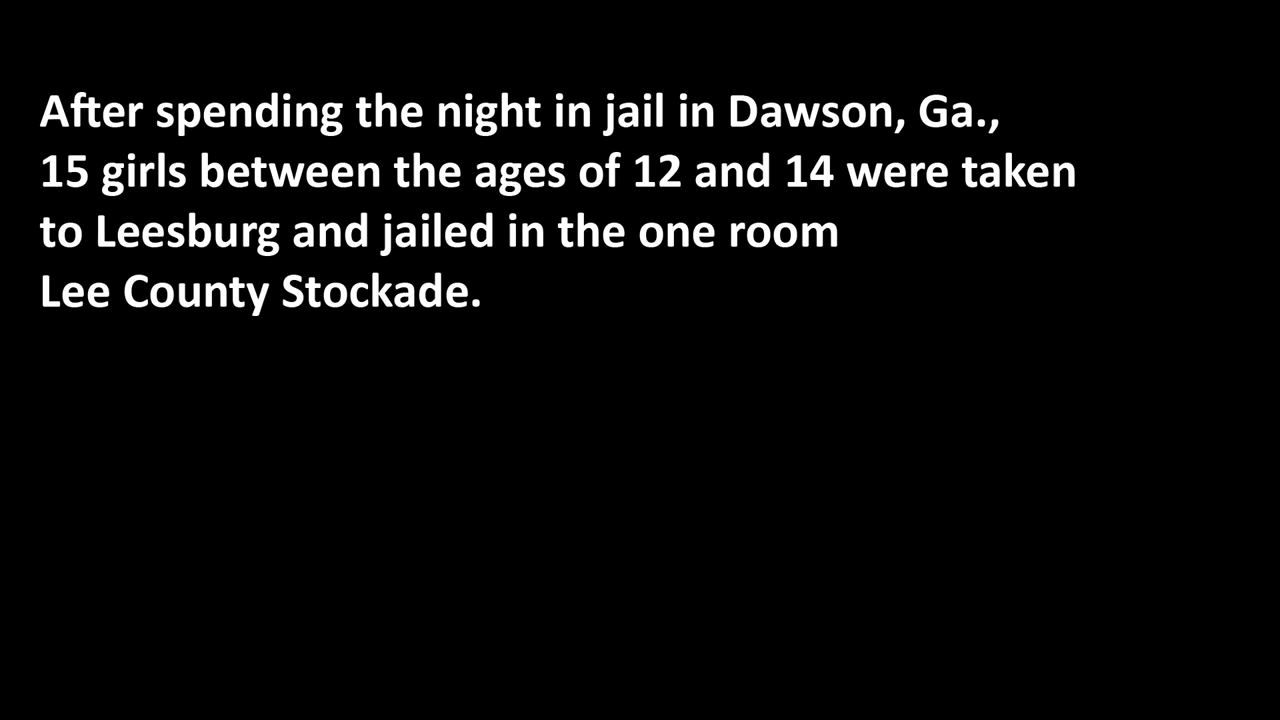 After spending the night in jail in Dawson, Ga.,
15 girls between the ages of 12 and 14 were taken
to Leesburg and jailed in the one room
Lee County Stockade.